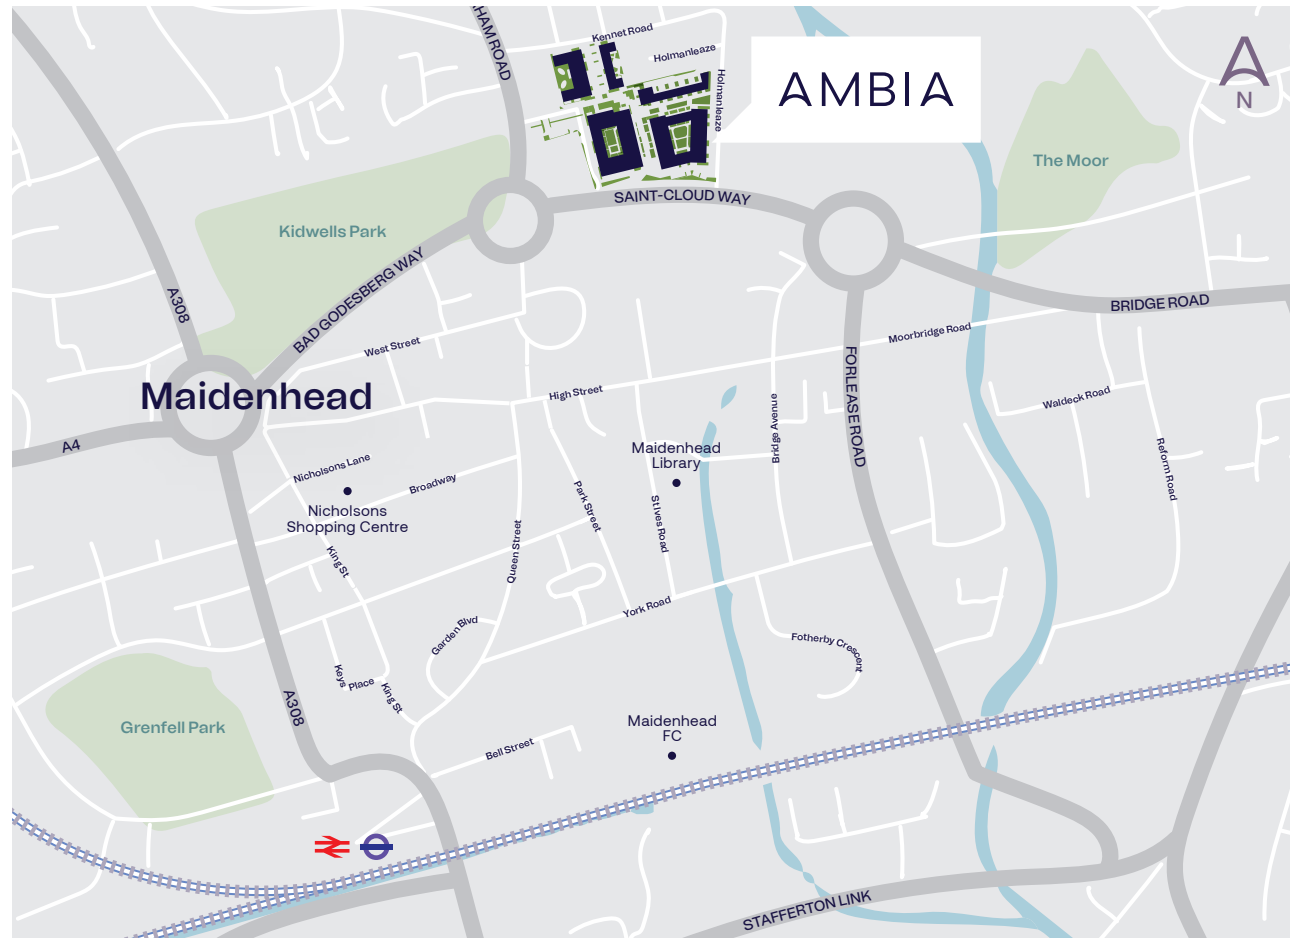 HAM ROAD
Kennet Road
Holmanleaze
Holmanleaze
AMBIA
N
The Moor
SAINT-CLOUD WAY
Kidwells Park
BAD GODESBERG WAY
A308
BRIDGE ROAD
Moorbridge Road
West Street
FORLEASE ROAD
Maidenhead
High Street
Waldeck Road
Bridge Avenue
A4
Maidenhead
Library
Reform Road
Nicholsons Lane
Broadway
Nicholsons
Shopping Centre
Park Street
St Ives Road
Queen Street
King St
York Road
Garden Blvd
Fotherby Crescent
Keys Place
King St
A308
Grenfell Park
Maidenhead
FC
Bell Street
STAFFERTON LINK